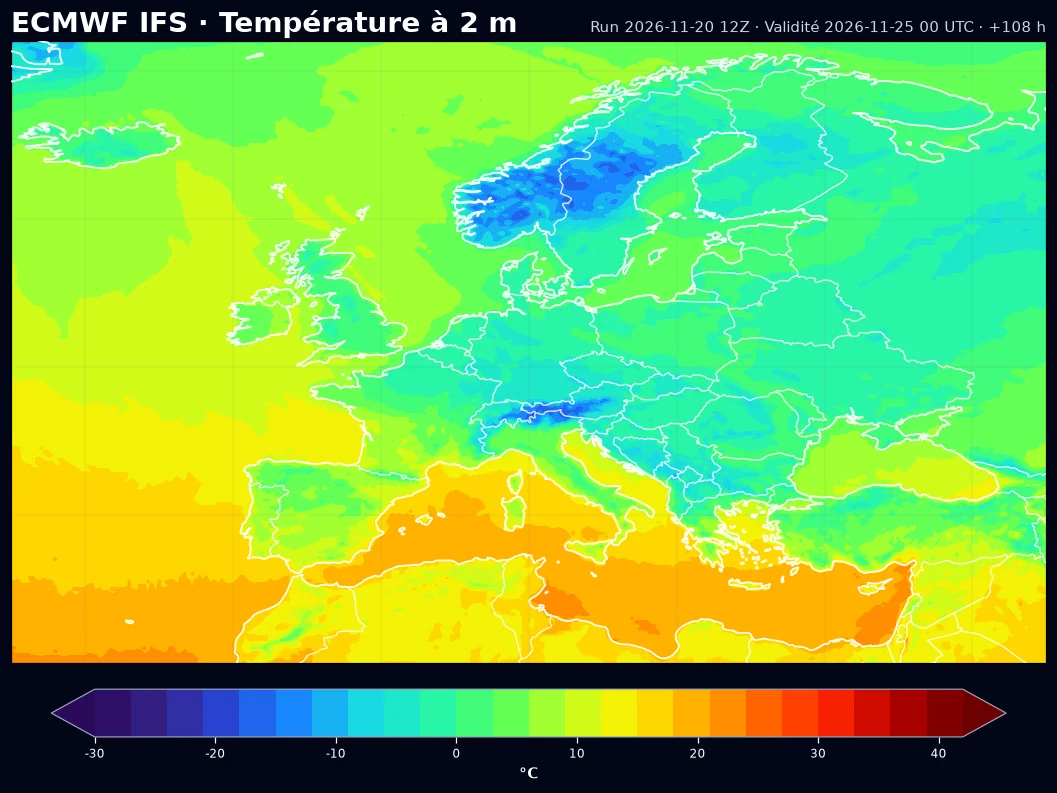 ECMWF IFS · Température à 2 m
Run 2026-11-20 12Z · Validité 2026-11-25 00 UTC · +108 h
-30 -20 -10 0 10 20 30 40
°C